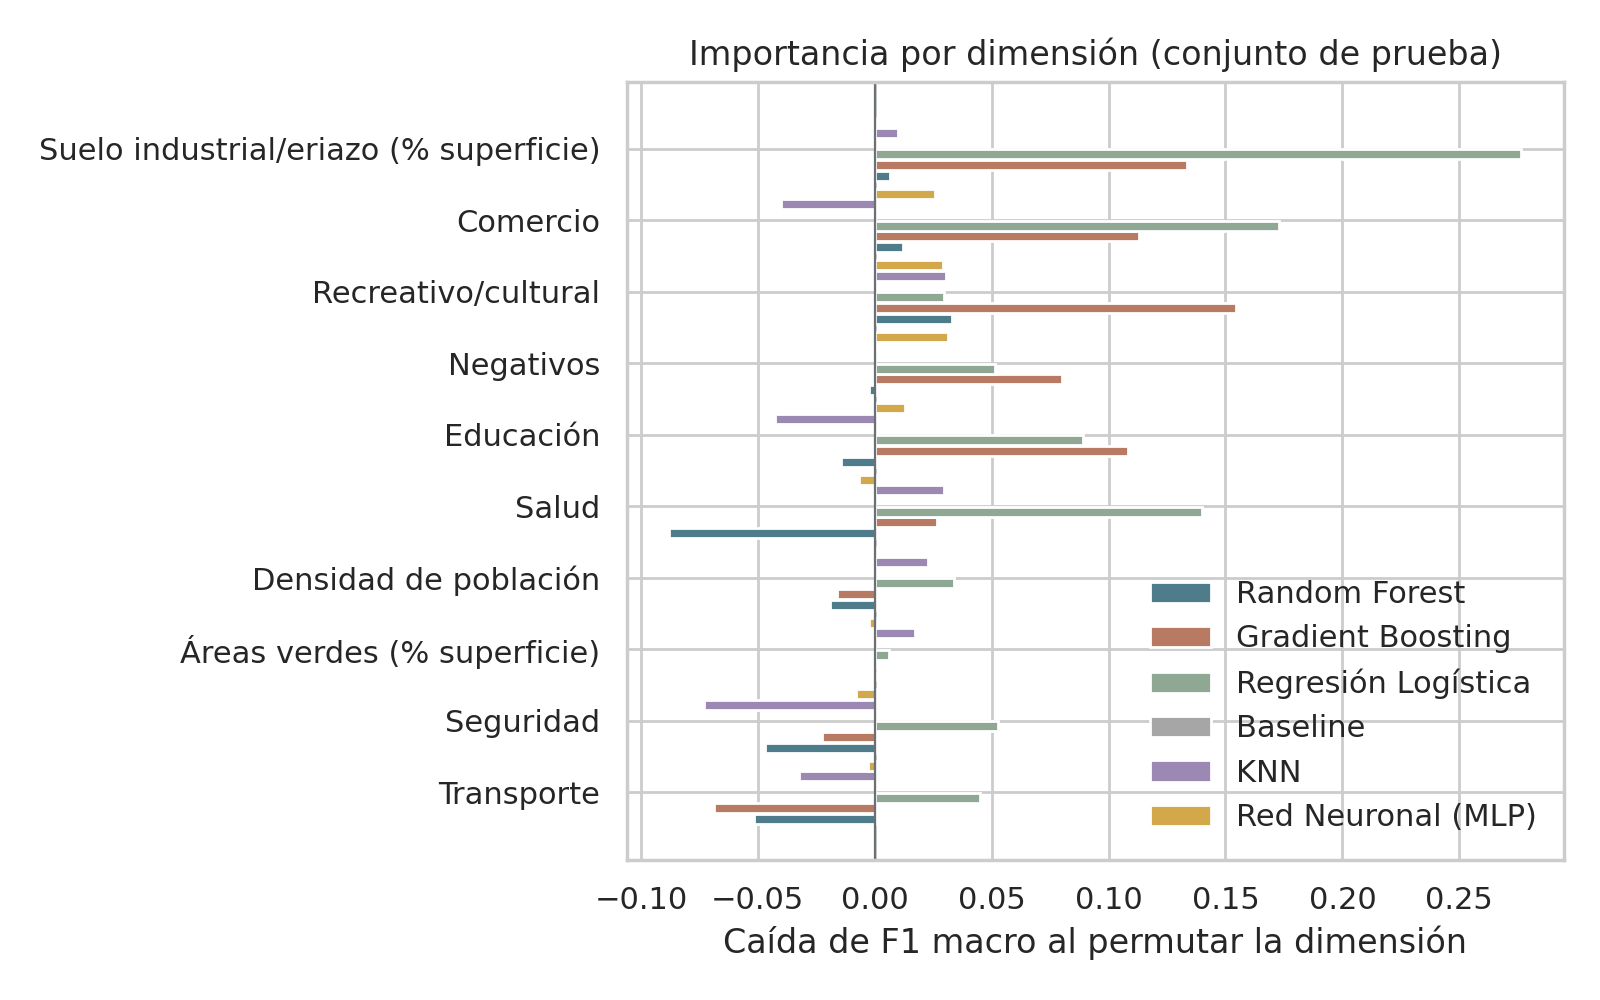 Importancia por dimensión (conjunto de prueba)
Suelo industrial/eriazo (% superficie)
Comercio
Recreativo/cultural
Negativos
Educación
Salud
Densidad de población
Áreas verdes (% superficie)
Seguridad
Transporte
Random Forest
Gradient Boosting
Regresión Logística
Baseline
KNN
Red Neuronal (MLP)
−0.10 −0.05 0.00 0.05 0.10 0.15 0.20 0.25
Caída de F1 macro al permutar la dimensión